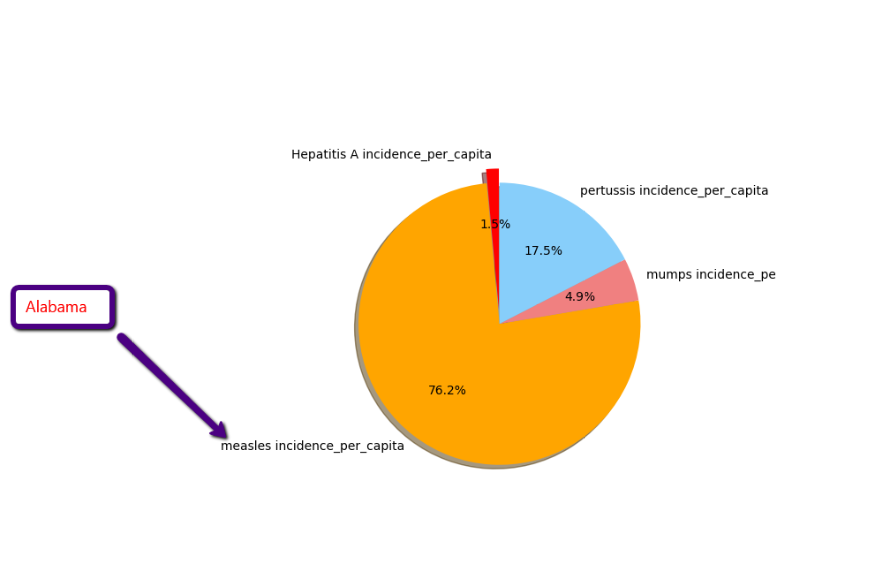 Hepatitis A incidence_per_capita
pertussis incidence_per_capita
1.5%
17.5%
mumps incidence_pe
4.9%
Alabama
76.2%
measles incidence_per_capita